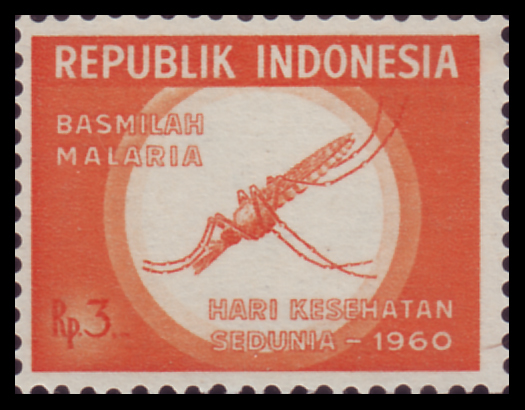 REPUBLIK INDONESIA
BASMILAH
MALARIA
Rp.3.-
HARI KESEHATAN
SEDUNIA – 1960